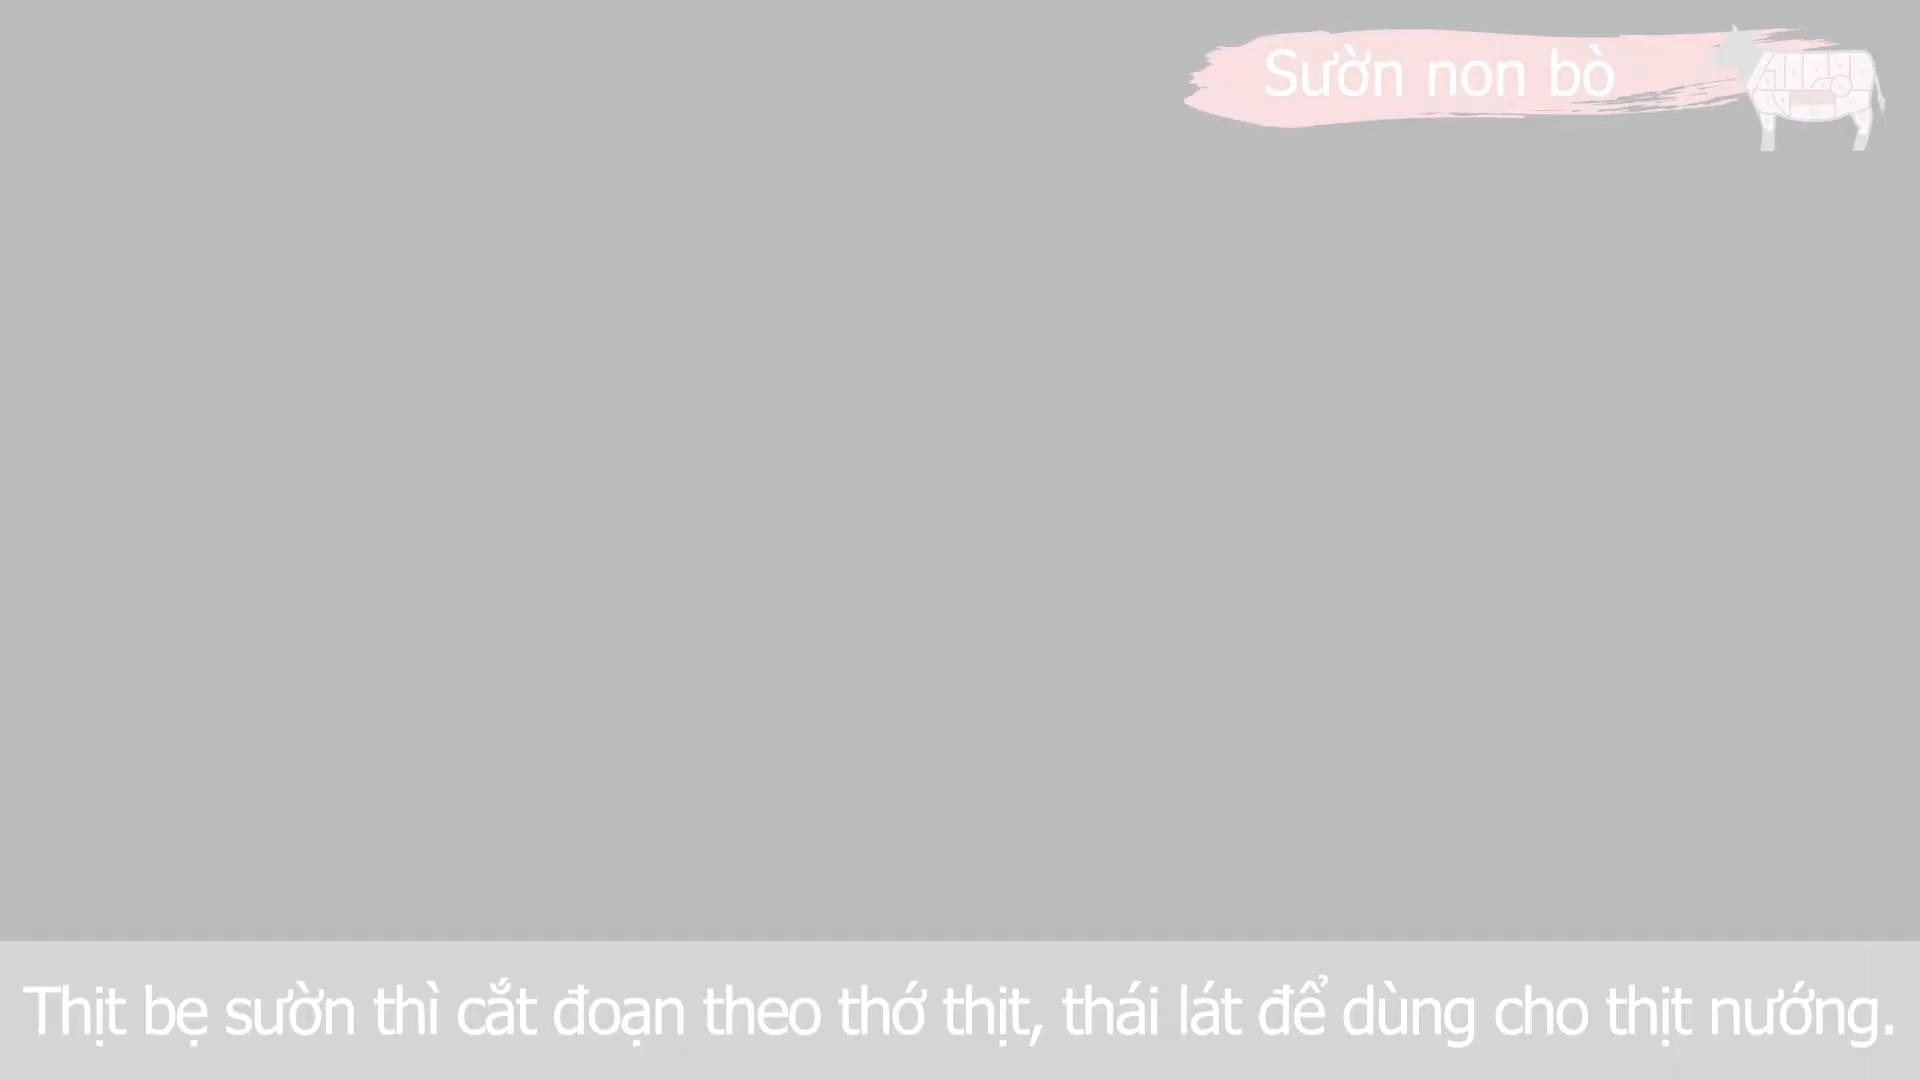 Sườn non bò
Thịt bẹ sườn thì cắt đoạn theo thớ thịt, thái lát để dùng cho thịt nướng.